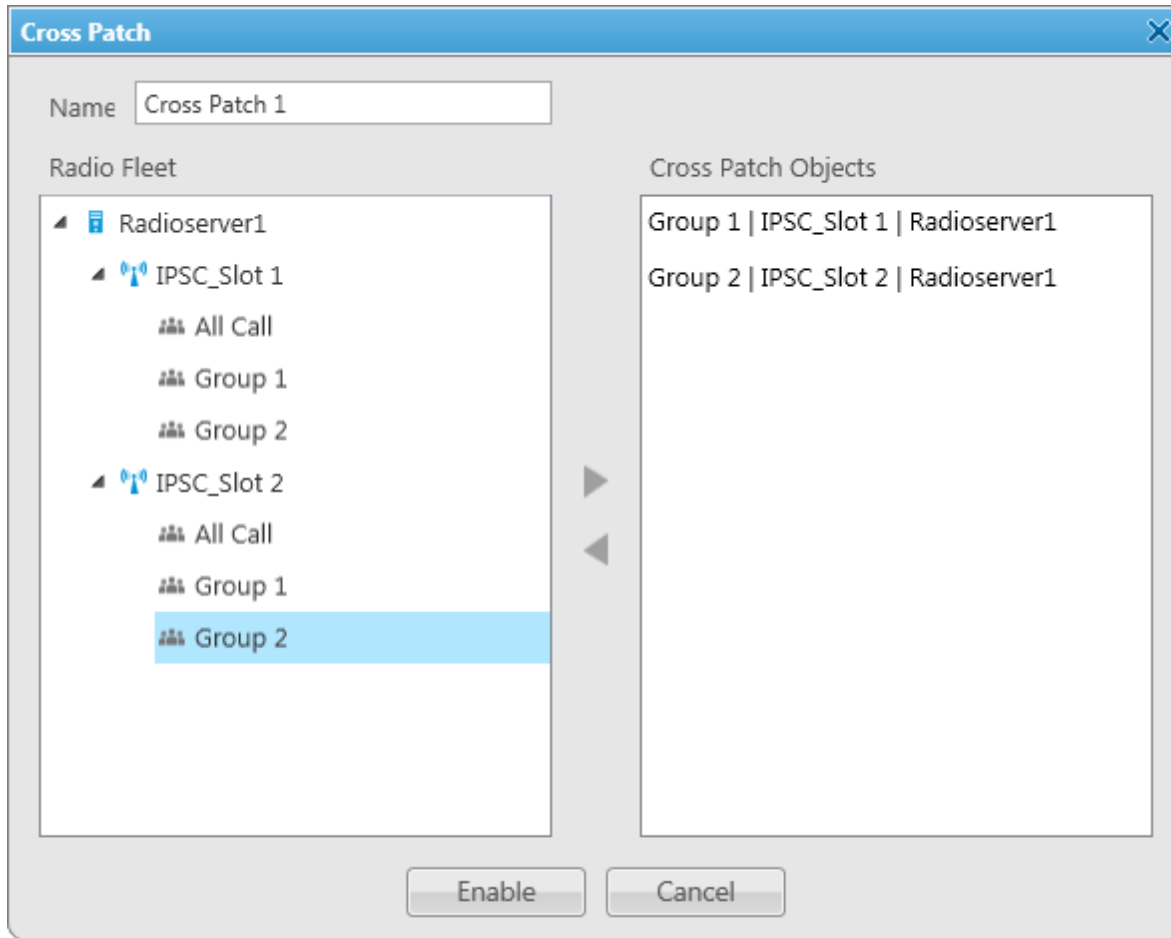 Cross Patch
Name
Cross Patch 1
Radio Fleet
Radioserver1
IPSC_Slot 1
All Call
Group 1
Group 2
IPSC_Slot 2
All Call
Group 1
Group 2
Cross Patch Objects
Group 1 | IPSC_Slot 1 | Radioserver1
Group 2 | IPSC_Slot 2 | Radioserver1
Enable
Cancel